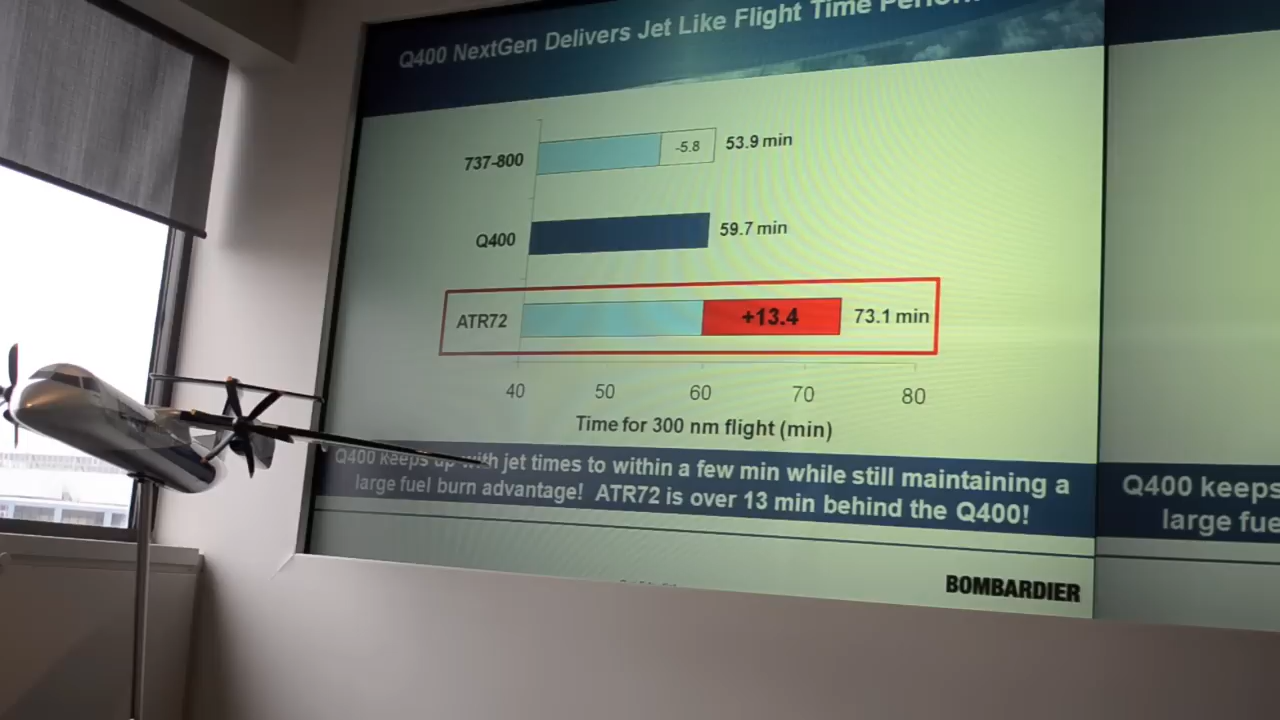 Q400 NextGen Delivers Jet Like Flight Time
737-800 -5.8 53.9 min
Q400 59.7 min
ATR72 +13.4 73.1 min
40 50 60 70 80
Time for 300 nm flight (min)
Q400 keeps up with jet times to within a few min while still maintaining a
large fuel burn advantage! ATR72 is over 13 min behind the Q400!
BOMBARDIER
Q400 keeps
large fue